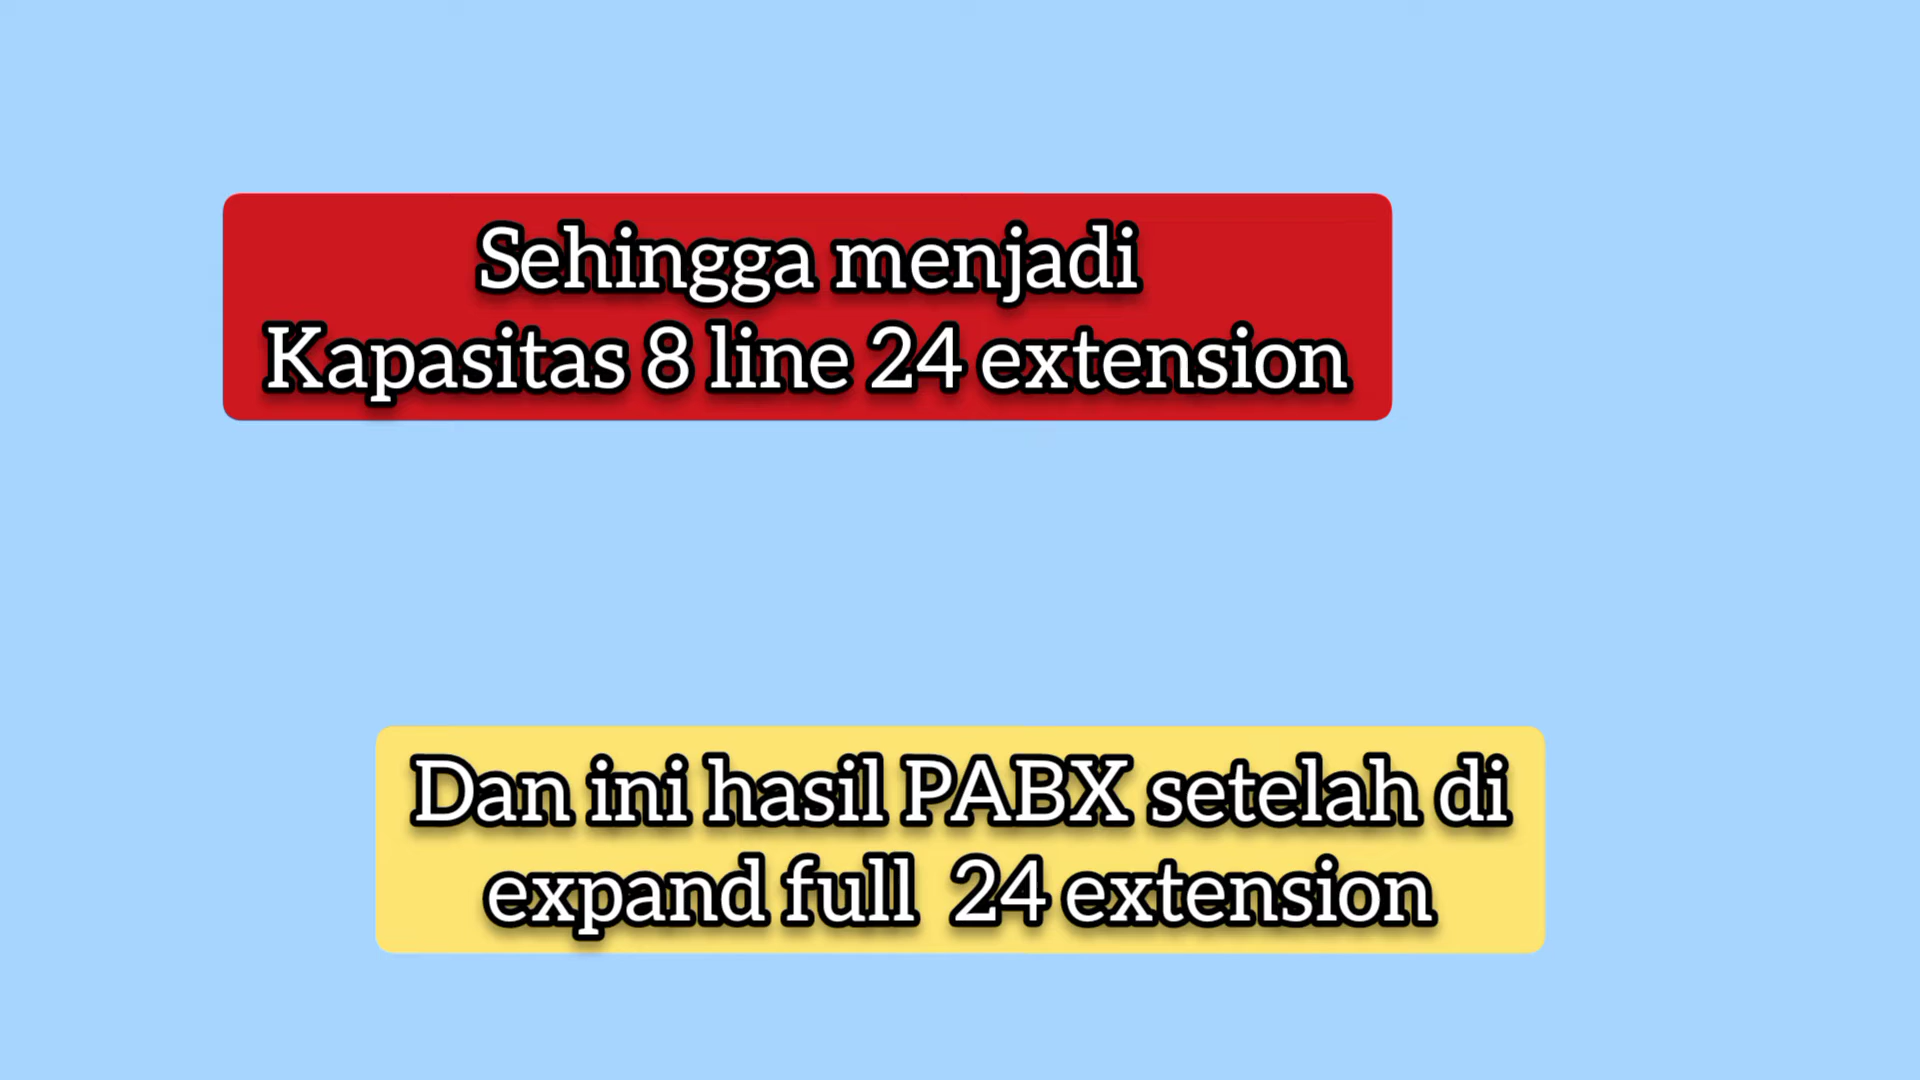 Sehingga menjadi
Kapasitas 8 line 24 extension
Dan ini hasil PABX setelah di
expand full  24 extension